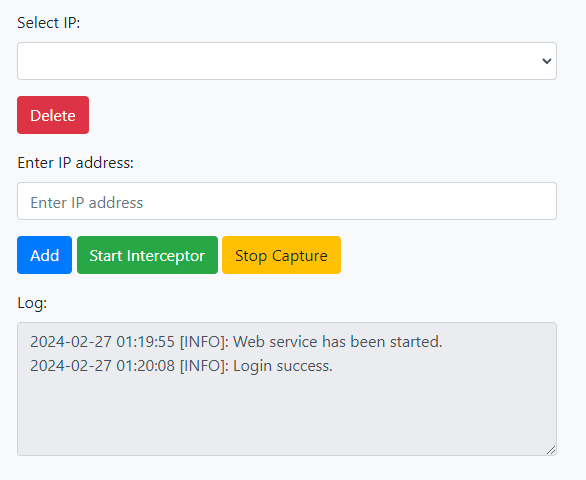 Select IP:
Delete
Enter IP address:
Enter IP address
Add Start Interceptor Stop Capture
Log:
2024-02-27 01:19:55 [INFO]: Web service has been started.
2024-02-27 01:20:08 [INFO]: Login success.